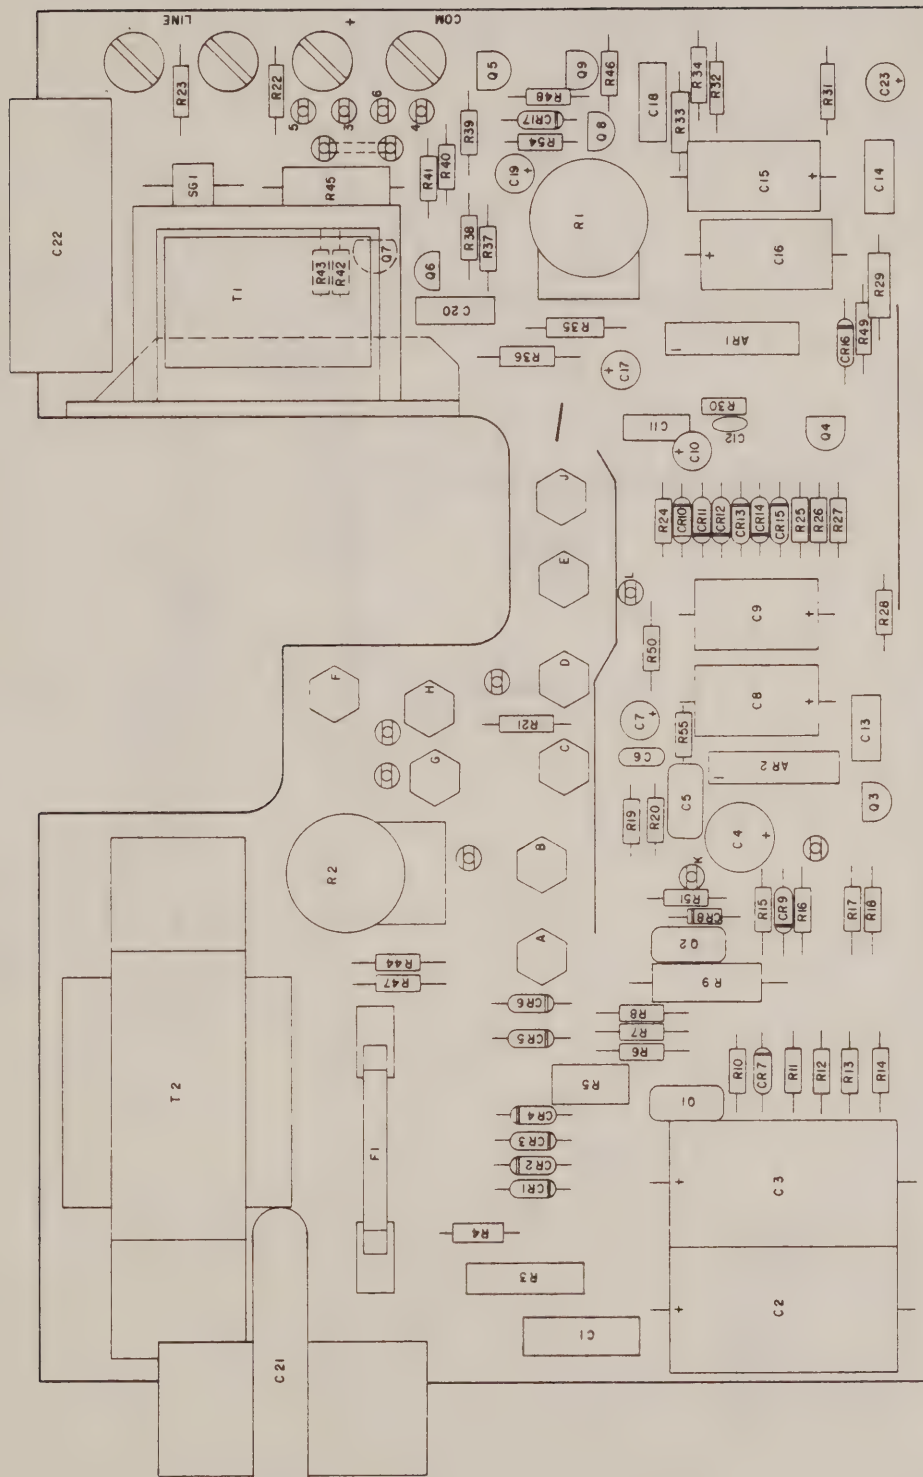 LINE
+
COM
R23
R22
5
3
6
4
Q5
Q9
R46
R48
CR17
R54
Q8
C18
R34
R32
R33
R31
C23
+
C22
SG1
R45
R41
R40
R39
C19
+
R1
C15
+
C14
T1
R43
R42
Q7
Q6
R38
R37
C20
C16
+
R29
R35
R36
AR1
CR16
R49
C17
+
C11
R30
C12
C10
+
Q4
J
R24
CR10
CR11
CR12
CR13
CR14
CR15
R25
R26
R27
E
L
C9
+
R28
F
H
D
R50
R21
C7
+
C8
+
C13
G
C
C6
R55
AR2
R19
R20
C5
C4
+
Q3
R2
B
K
R51
CR8
R15
CR9
R16
R17
R18
A
Q2
R44
R47
R9
CR6
CR5
R8
R7
R6
R10
CR7
R11
R12
R13
R14
T2
R5
Q1
F1
CR4
CR3
CR2
CR1
C3
+
R4
R3
C2
+
C21
C1